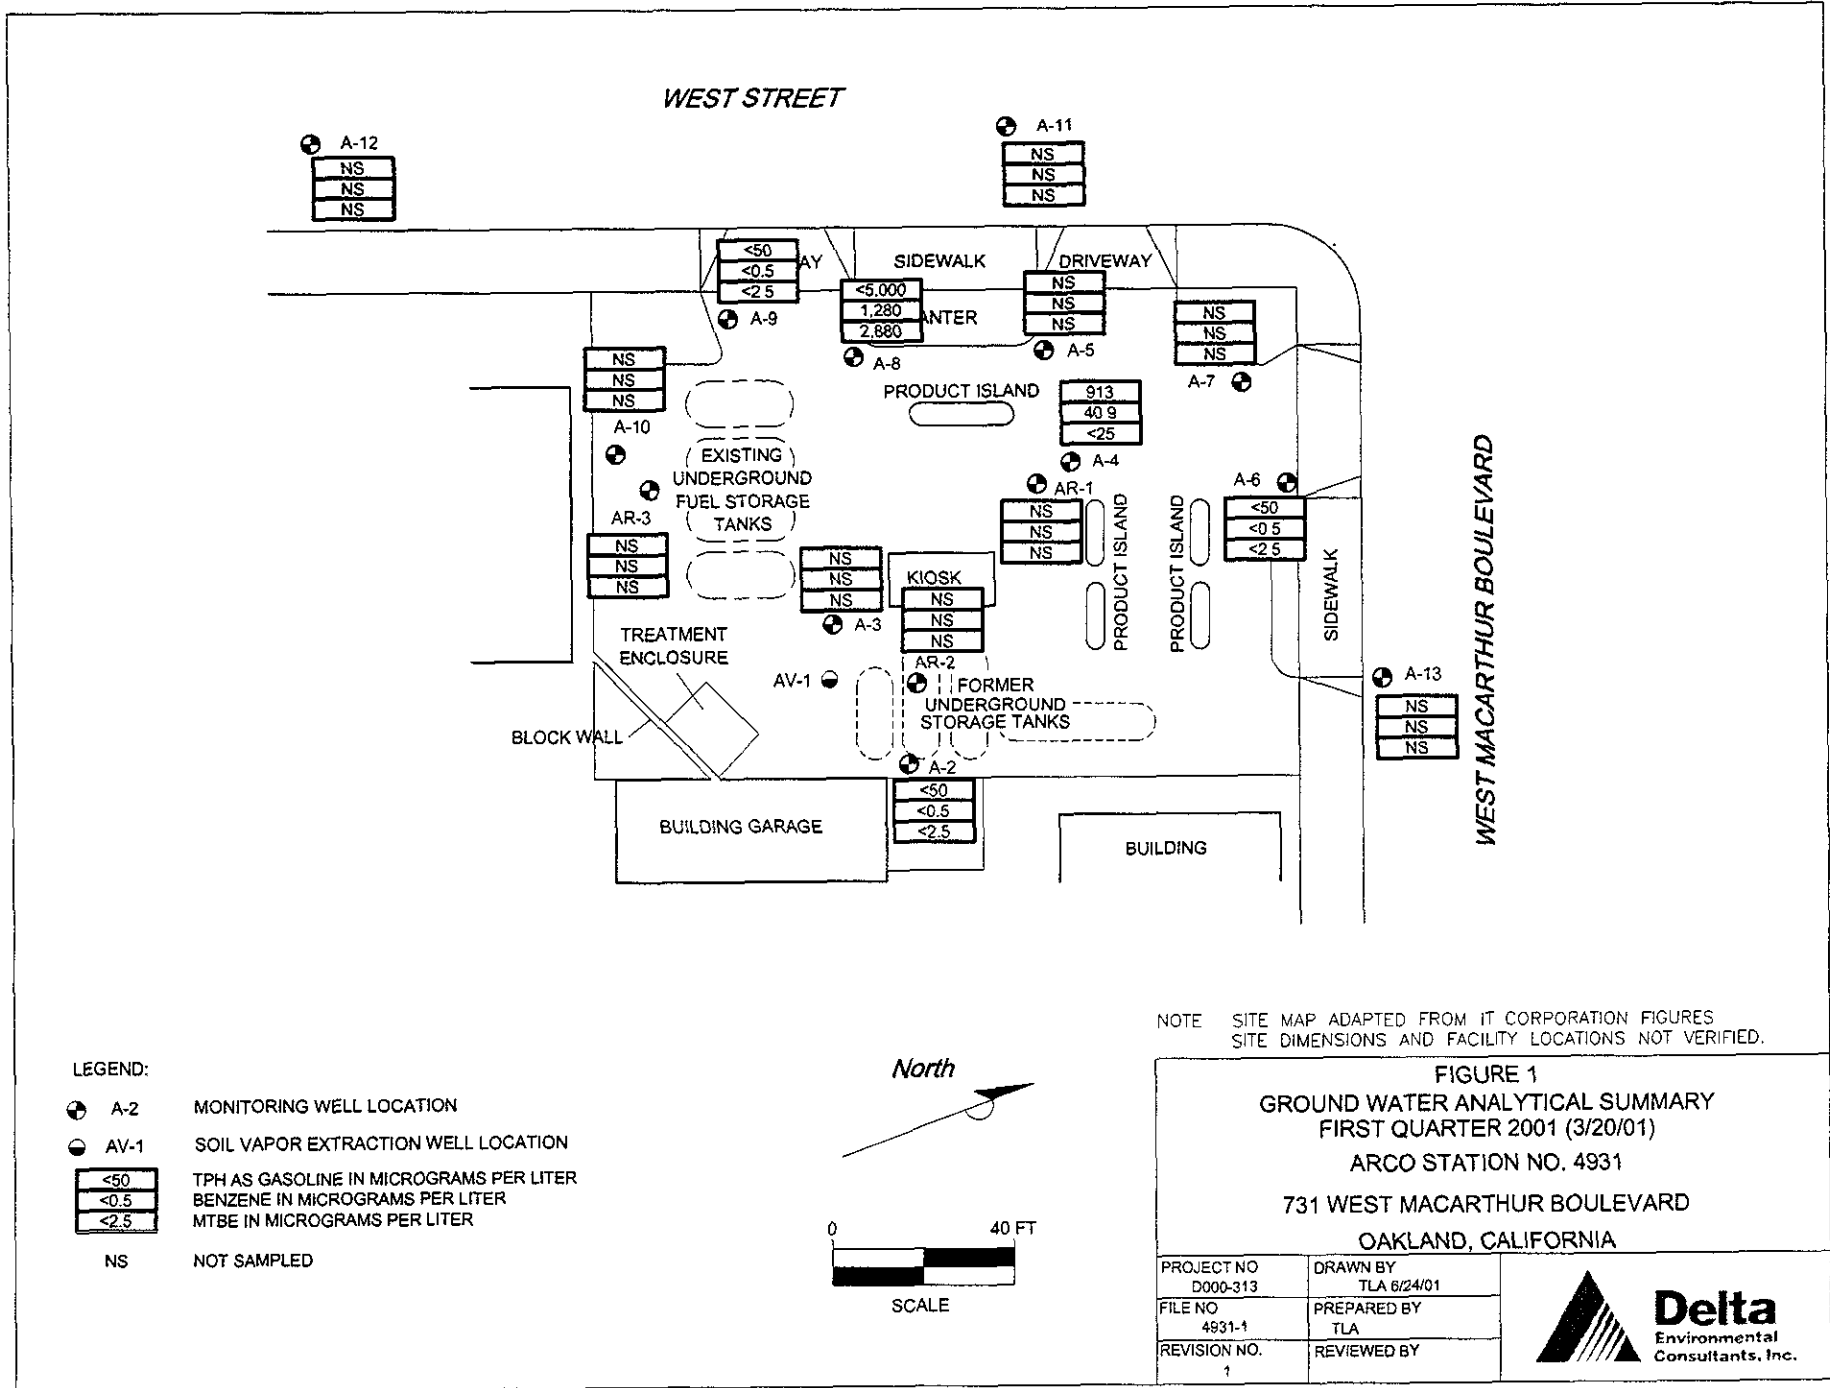 WEST STREET
A-12
NS
NS
NS
A-11
NS
NS
NS
<50
<0.5
<2 5
AY
A-9
SIDEWALK
DRIVEWAY
<5,000
1,280
2,880
ANTER
A-8
NS
NS
NS
A-5
NS
NS
NS
A-7
NS
NS
NS
A-10
PRODUCT ISLAND
913
40 9
<25
A-4
EXISTING
UNDERGROUND
FUEL STORAGE
TANKS
AR-3
NS
NS
NS
AR-1
NS
NS
NS
PRODUCT ISLAND
PRODUCT ISLAND
A-6
<50
<0 5
<2 5
SIDEWALK
WEST MACARTHUR BOULEVARD
NS
NS
NS
A-3
KIOSK
NS
NS
NS
AR-2
TREATMENT
ENCLOSURE
AV-1
FORMER
UNDERGROUND
STORAGE TANKS
A-13
NS
NS
NS
BLOCK WALL
A-2
<50
<0.5
<2.5
BUILDING GARAGE
BUILDING
NOTE SITE MAP ADAPTED FROM IT CORPORATION FIGURES
SITE DIMENSIONS AND FACILITY LOCATIONS NOT VERIFIED.
LEGEND:
A-2 MONITORING WELL LOCATION
AV-1 SOIL VAPOR EXTRACTION WELL LOCATION
<50 TPH AS GASOLINE IN MICROGRAMS PER LITER
<0.5 BENZENE IN MICROGRAMS PER LITER
<2.5 MTBE IN MICROGRAMS PER LITER
NS NOT SAMPLED
North
0 40 FT
SCALE
FIGURE 1
GROUND WATER ANALYTICAL SUMMARY
FIRST QUARTER 2001 (3/20/01)
ARCO STATION NO. 4931
731 WEST MACARTHUR BOULEVARD
OAKLAND, CALIFORNIA
PROJECT NO
D000-313
DRAWN BY
TLA 6/24/01
FILE NO
4931-1
PREPARED BY
TLA
REVISION NO.
1
REVIEWED BY
Delta
Environmental
Consultants, Inc.